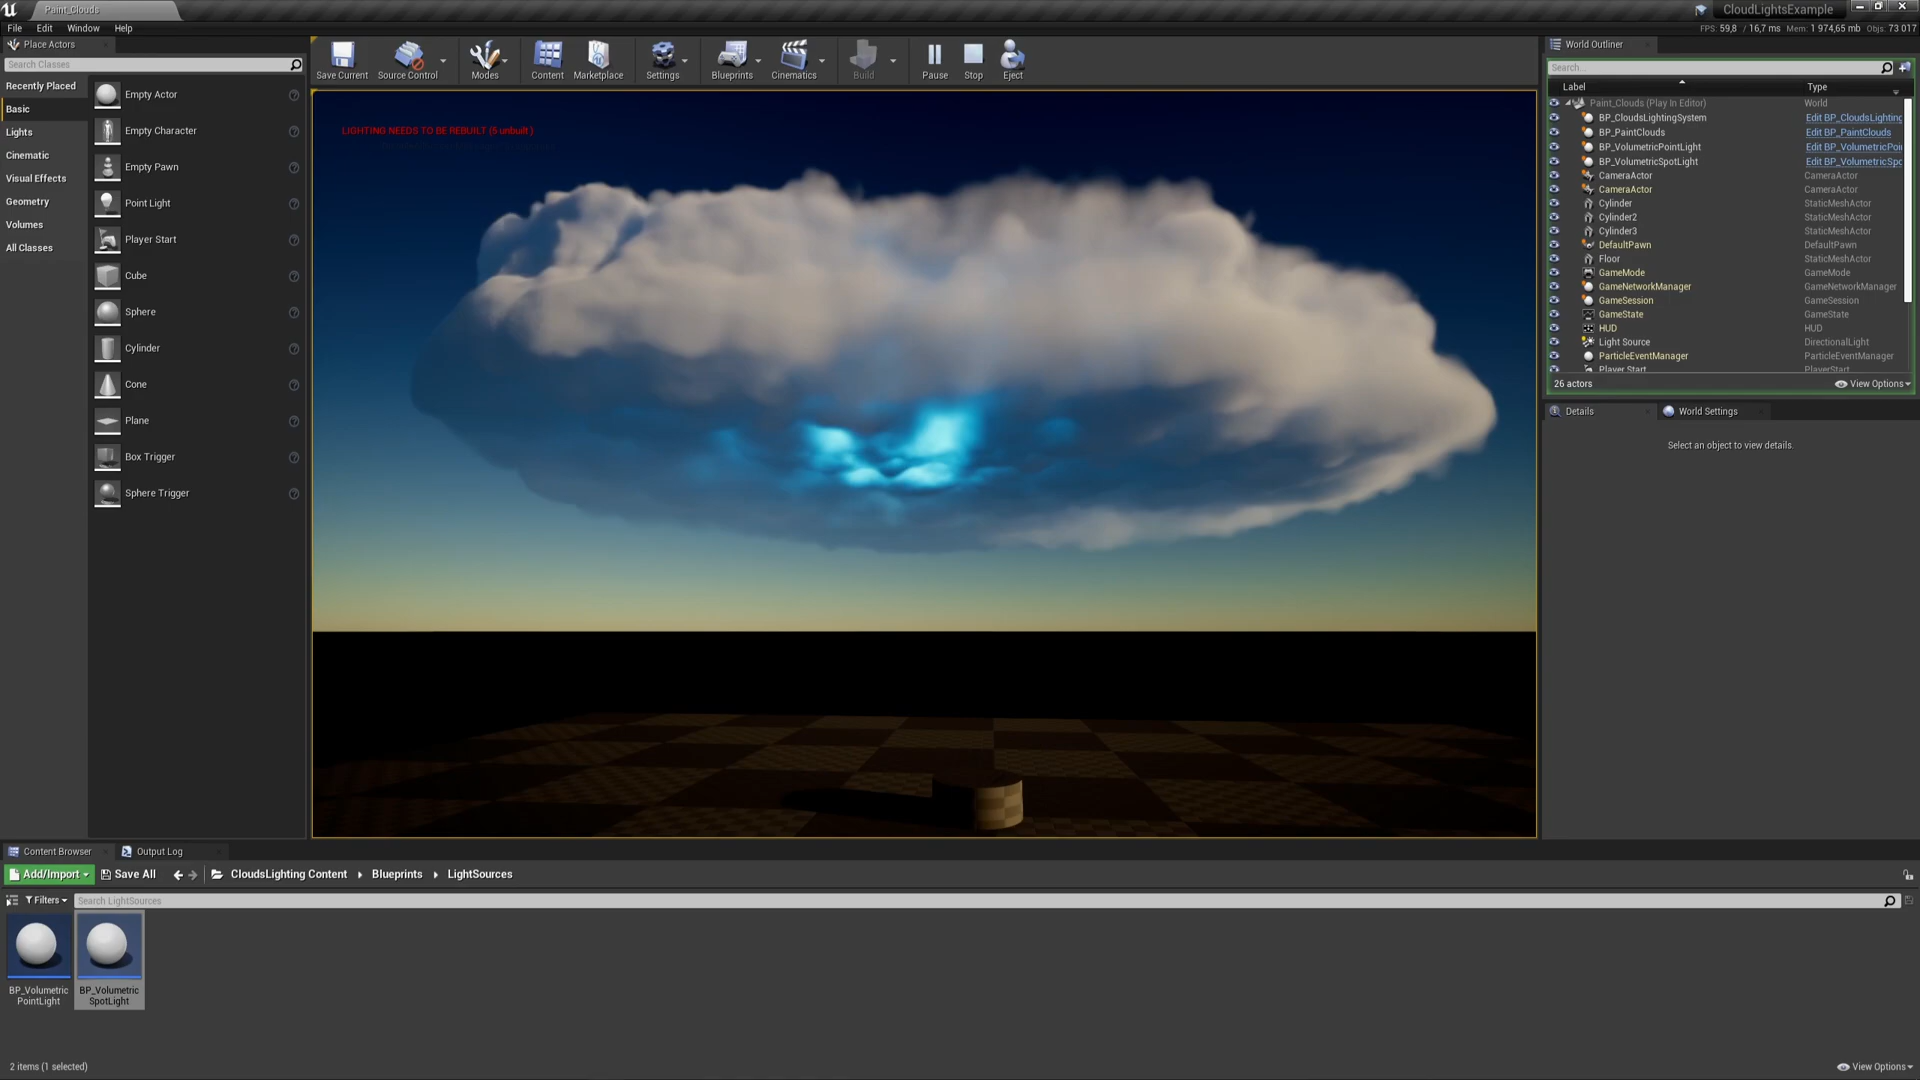 Paint_Clouds
CloudLightsExample
File Edit Window Help
FPS: 59,8 / 16,7 ms Mem: 1 974,65 mb Objs: 73 017
Place Actors
Search Classes
Recently Placed
Basic
Lights
Cinematic
Visual Effects
Geometry
Volumes
All Classes
Empty Actor
Empty Character
Empty Pawn
Point Light
Player Start
Cube
Sphere
Cylinder
Cone
Plane
Box Trigger
Sphere Trigger
Save Current Source Control Modes Content Marketplace Settings Blueprints Cinematics Build Pause Stop Eject
LIGHTING NEEDS TO BE REBUILT (5 unbuilt)
World Outliner
Search...
Label Type
Paint_Clouds (Play In Editor) World
BP_CloudsLightingSystem Edit BP_CloudsLighting
BP_PaintClouds Edit BP_PaintClouds
BP_VolumetricPointLight Edit BP_VolumetricPoi
BP_VolumetricSpotLight Edit BP_VolumetricSpo
CameraActor CameraActor
CameraActor CameraActor
Cylinder StaticMeshActor
Cylinder2 StaticMeshActor
Cylinder3 StaticMeshActor
DefaultPawn DefaultPawn
Floor StaticMeshActor
GameMode GameMode
GameNetworkManager GameNetworkManager
GameSession GameSession
GameState GameState
HUD HUD
Light Source DirectionalLight
ParticleEventManager ParticleEventManager
Player Start PlayerStart
26 actors View Options
Details World Settings
Select an object to view details.
Content Browser Output Log
Add/Import Save All CloudsLighting Content Blueprints LightSources
Filters Search LightSources
BP_Volumetric
PointLight
BP_Volumetric
SpotLight
2 items (1 selected) View Options